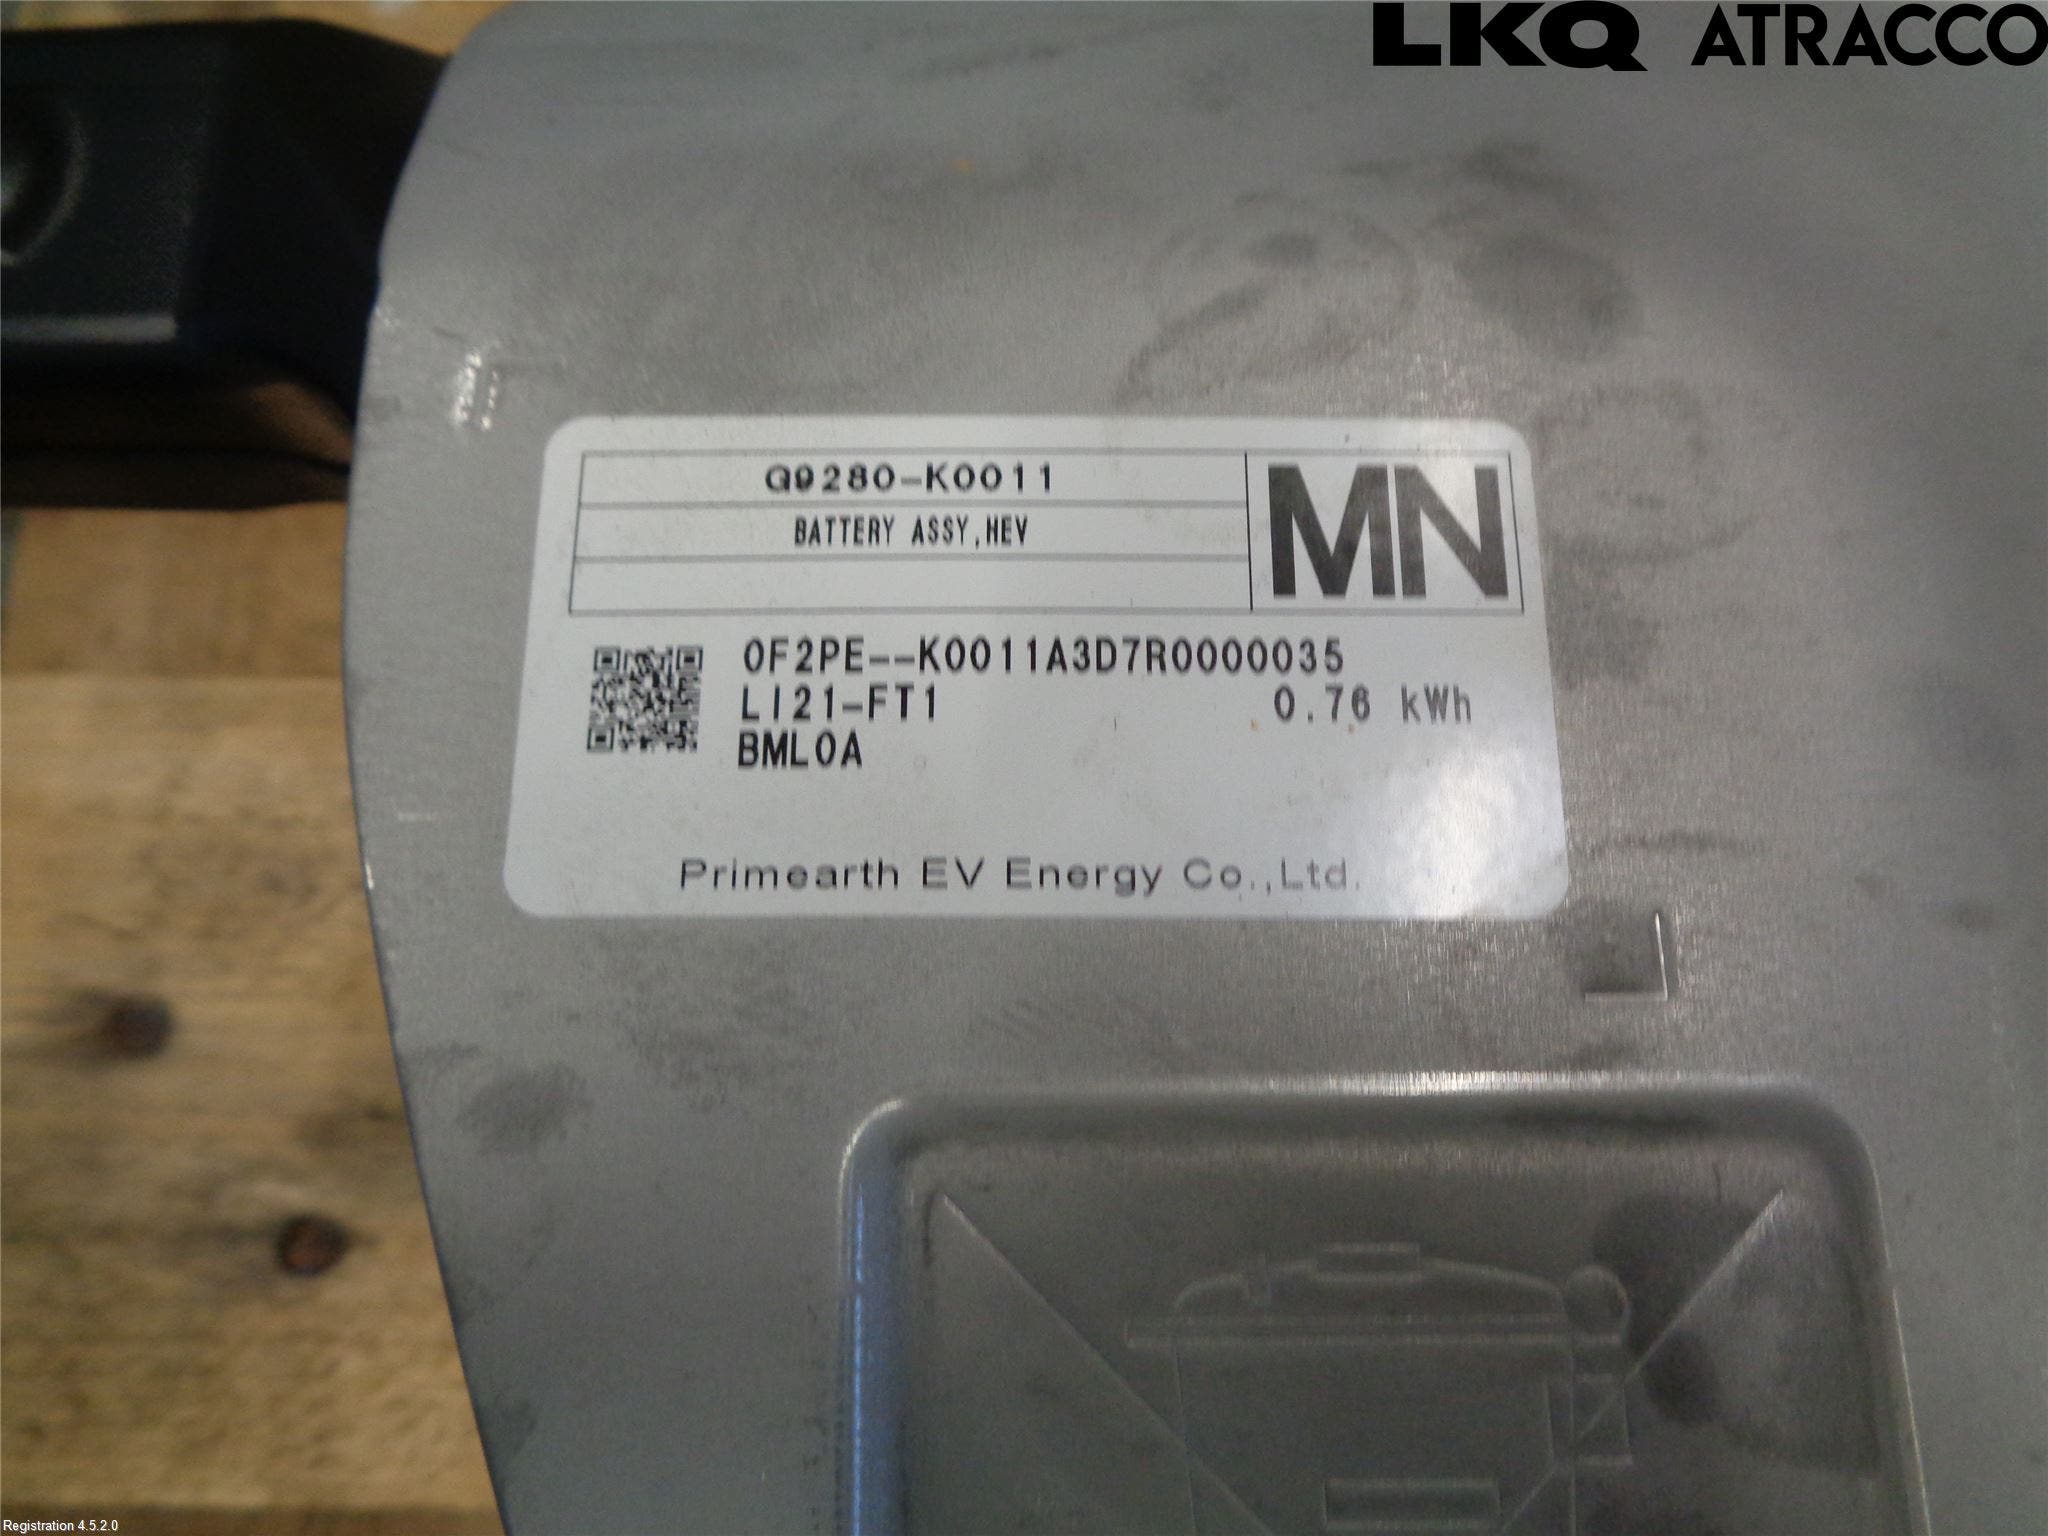 LKQ ATRACCO
G9280-K0011
BATTERY ASSY,HEV
MN
0F2PE--K0011A3D7R0000035
LI21-FT1 0.76 kWh
BML0A
Primearth EV Energy Co.,Ltd.
Registration 4.5.2.0